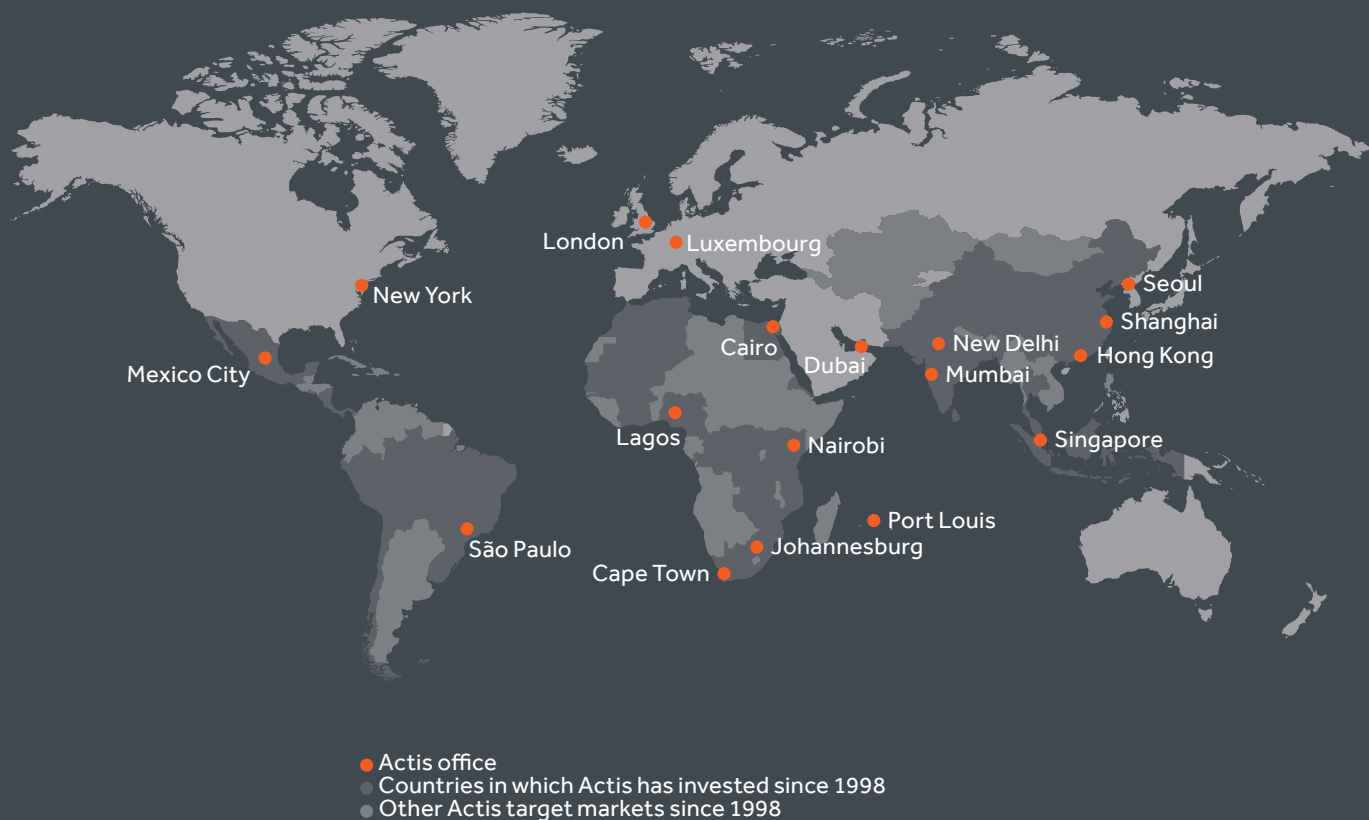 London
Luxembourg
New York
Seoul
Shanghai
Cairo
New Delhi
Hong Kong
Dubai
Mexico City
Mumbai
Lagos
Nairobi
Singapore
Port Louis
São Paulo
Johannesburg
Cape Town
Actis office
Countries in which Actis has invested since 1998
Other Actis target markets since 1998